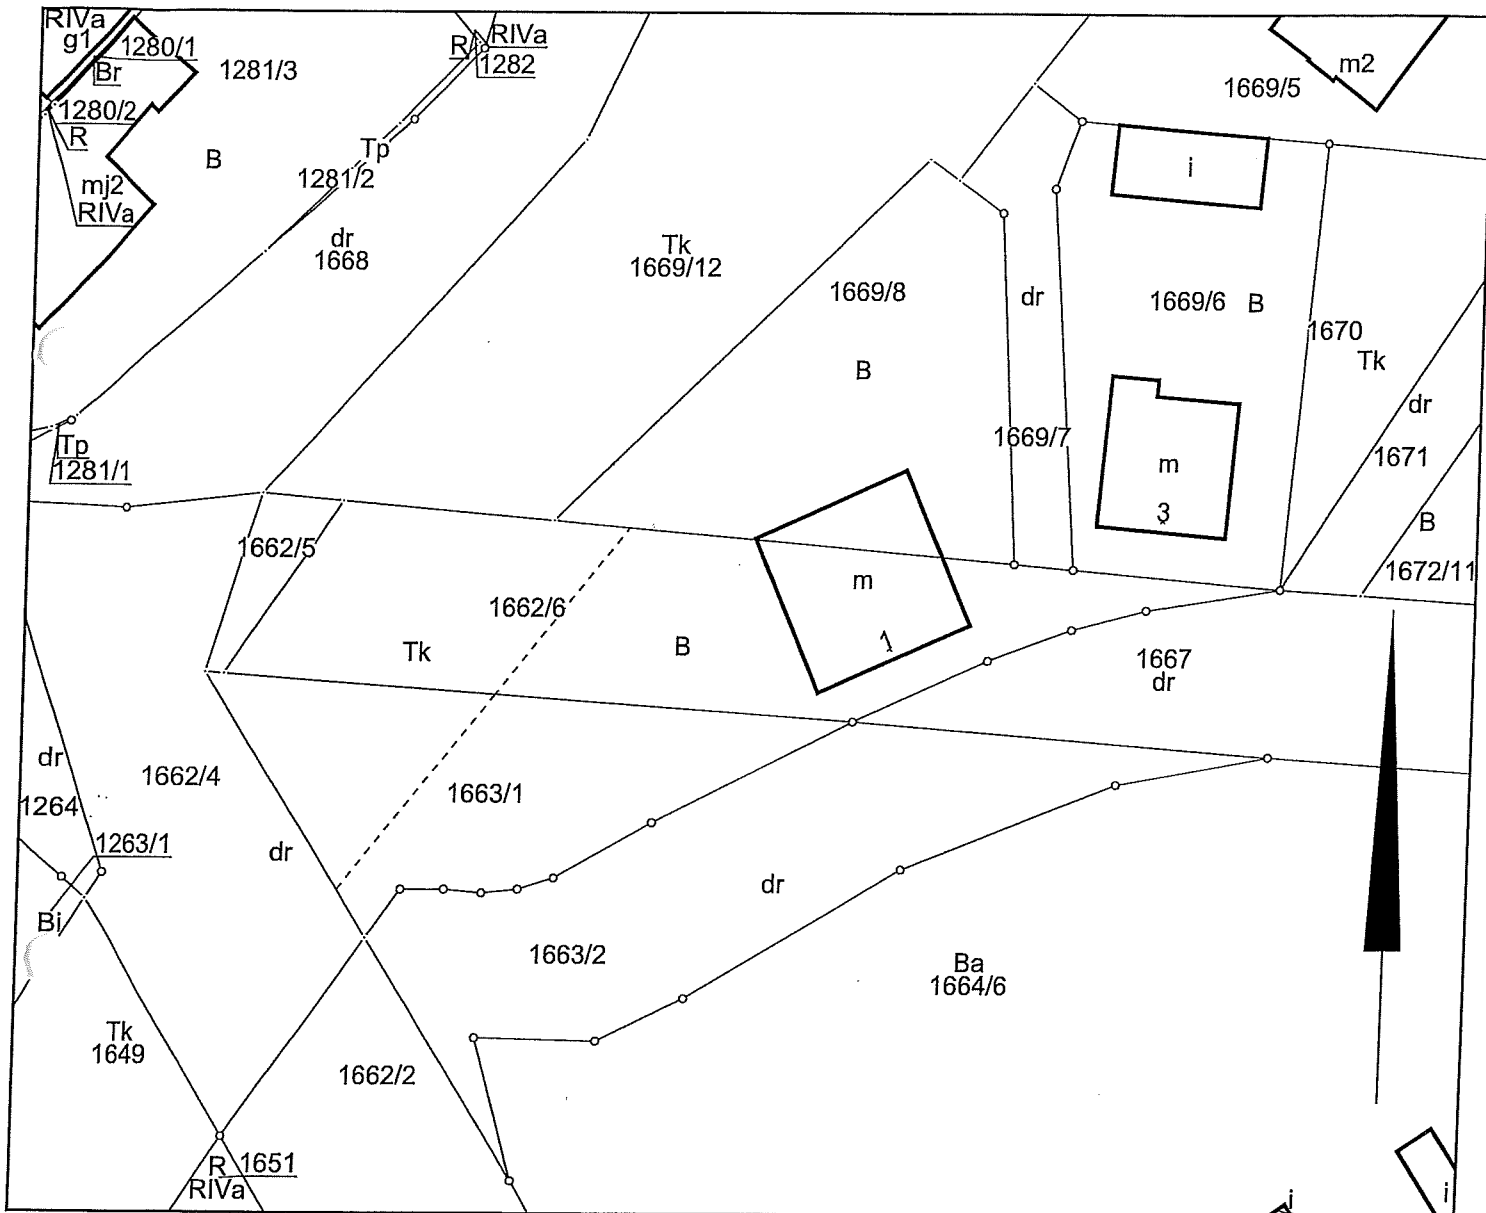 RIVa
g1
1280/1
Br
1281/3
R
RIVa
1282
m2
1669/5
1280/2
R
B
Tp
mj2
RIVa
1281/2
i
dr
1668
Tk
1669/12
1669/8
dr
1669/6
B
1670
Tk
B
dr
1669/7
1671
Tp
1281/1
m
3
B
1662/5
1672/11
1662/6
m
1
Tk
B
1667
dr
dr
1264
1662/4
1663/1
1263/1
dr
dr
Bi
1663/2
Ba
1664/6
Tk
1649
1662/2
R
1651
RIVa
i
i